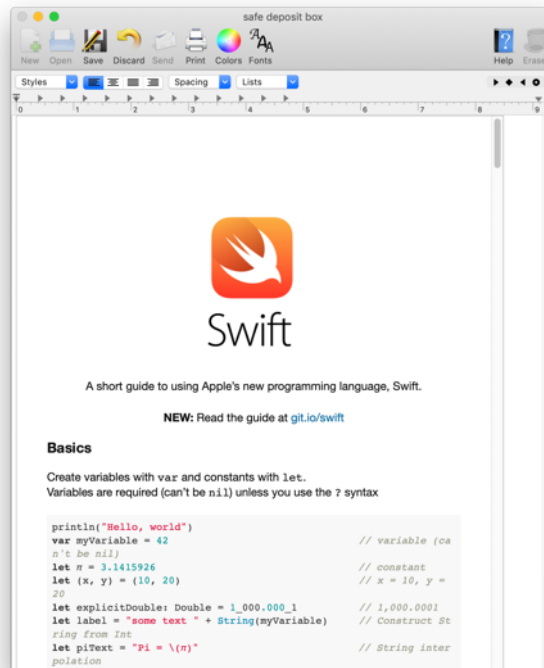 safe deposit box
New Open Save Discard Send Print Colors Fonts Help Erase
Styles Spacing Lists
0 1 2 3 4 5 6 7 8 9
Swift
A short guide to using Apple's new programming language, Swift.
NEW: Read the guide at git.io/swift
Basics
Create variables with var and constants with let.
Variables are required (can't be nil) unless you use the ? syntax
println("Hello, world")
var myVariable = 42 // variable (ca
n't be nil)
let π = 3.1415926 // constant
let (x, y) = (10, 20) // x = 10, y =
20
let explicitDouble: Double = 1_000.000_1 // 1,000.0001
let label = "some text " + String(myVariable) // Construct St
ring from Int
let piText = "Pi = \(π)" // String inter
polation